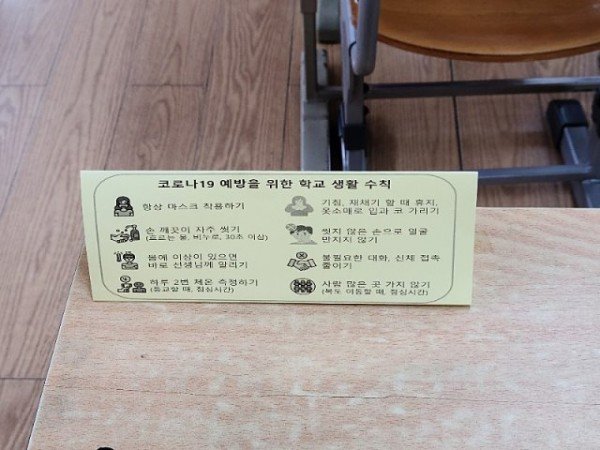 코로나19 예방을 위한 학교 생활 수칙
항상 마스크 착용하기
손 깨끗이 자주 씻기
(흐르는 물, 비누로, 30초 이상)
몸에 이상이 있으면
바로 선생님께 알리기
하루 2번 체온 측정하기
(등교할 때, 점심시간)
기침, 재채기 할 때 휴지,
옷소매로 입과 코 가리기
씻지 않은 손으로 얼굴
만지지 않기
불필요한 대화, 신체 접촉
줄이기
사람 많은 곳 가지 않기
(복도 이동할 때, 점심시간)